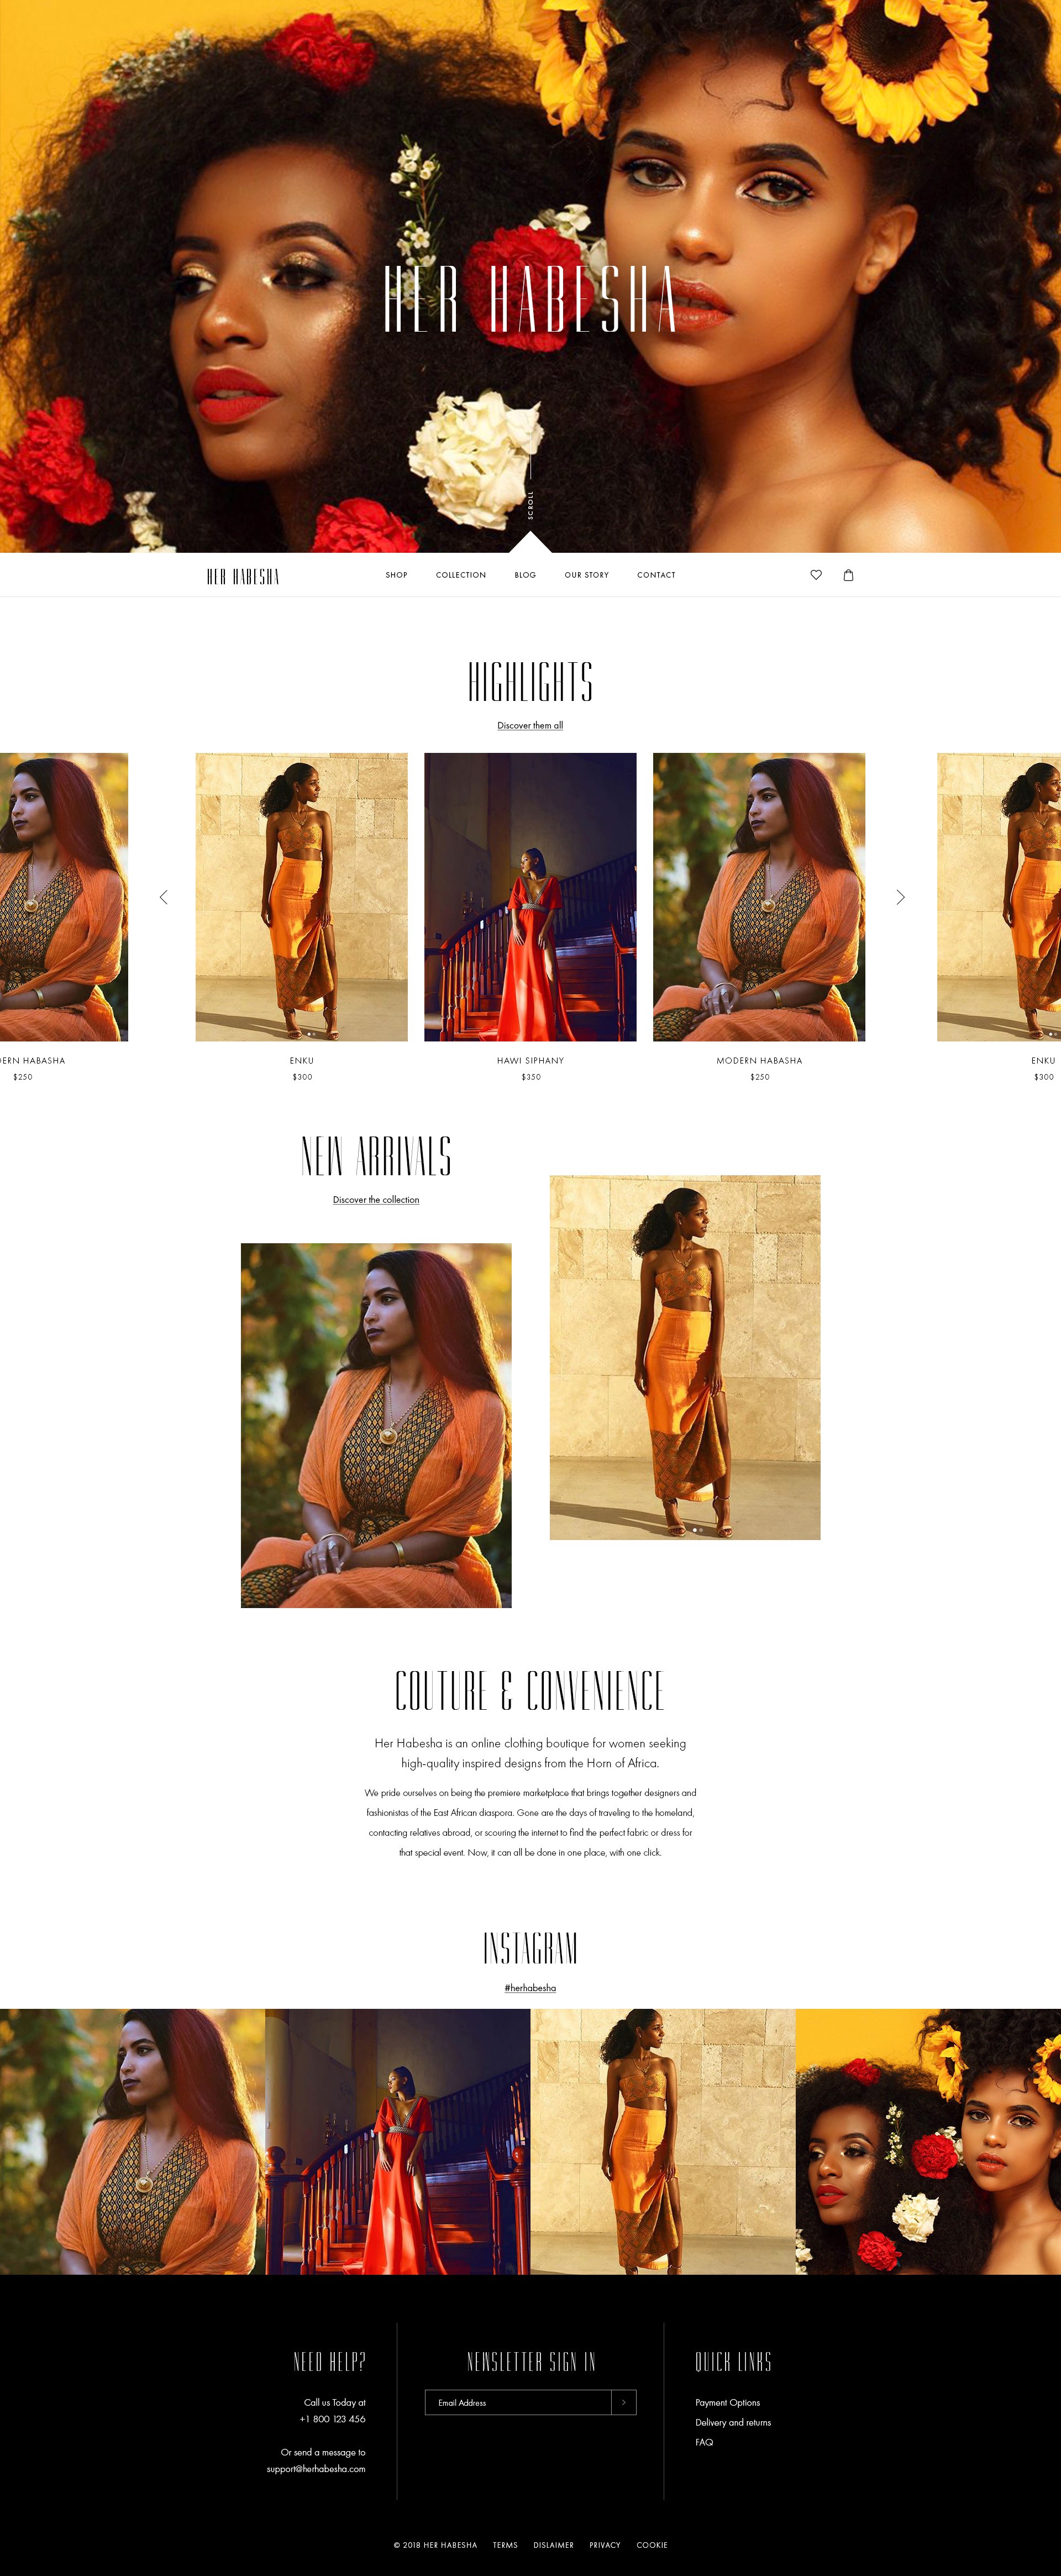 HER HABESHA
SCROLL
HER HABESHA
SHOP
COLLECTION
BLOG
OUR STORY
CONTACT
HIGHLIGHTS
Discover them all
ERN HABASHA
$250
ENKU
$300
HAWI SIPHANY
$350
MODERN HABASHA
$250
ENKU
$300
NEW ARRIVALS
Discover the collection
COUTURE & CONVENIENCE
Her Habesha is an online clothing boutique for women seeking
high-quality inspired designs from the Horn of Africa.
We pride ourselves on being the premiere marketplace that brings together designers and
fashionistas of the East African diaspora. Gone are the days of traveling to the homeland,
contacting relatives abroad, or scouring the internet to find the perfect fabric or dress for
that special event. Now, it can all be done in one place, with one click.
INSTAGRAM
#herhabesha
NEED HELP?
Call us Today at
+1 800 123 456
Or send a message to
support@herhabesha.com
NEWSLETTER SIGN IN
Email Address
QUICK LINKS
Payment Options
Delivery and returns
FAQ
© 2018 HER HABESHA
TERMS
DISLAIMER
PRIVACY
COOKIE